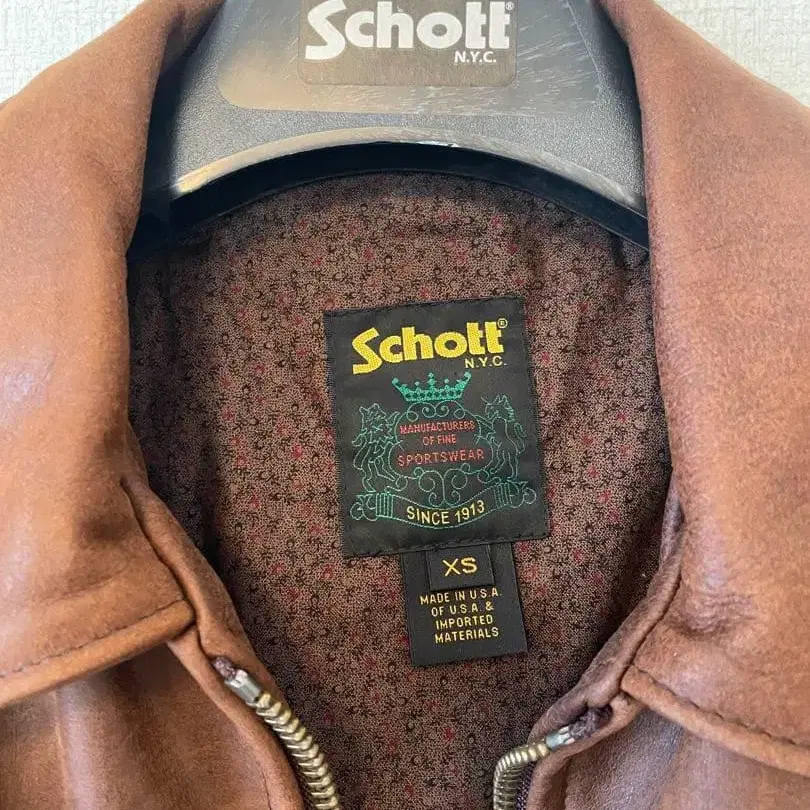 Schott®
N.Y.C.
Schott®
N.Y.C.
MANUFACTURERS
OF FINE
SPORTSWEAR
SINCE 1913
XS
MADE IN U.S.A.
OF U.S.A. &
IMPORTED
MATERIALS